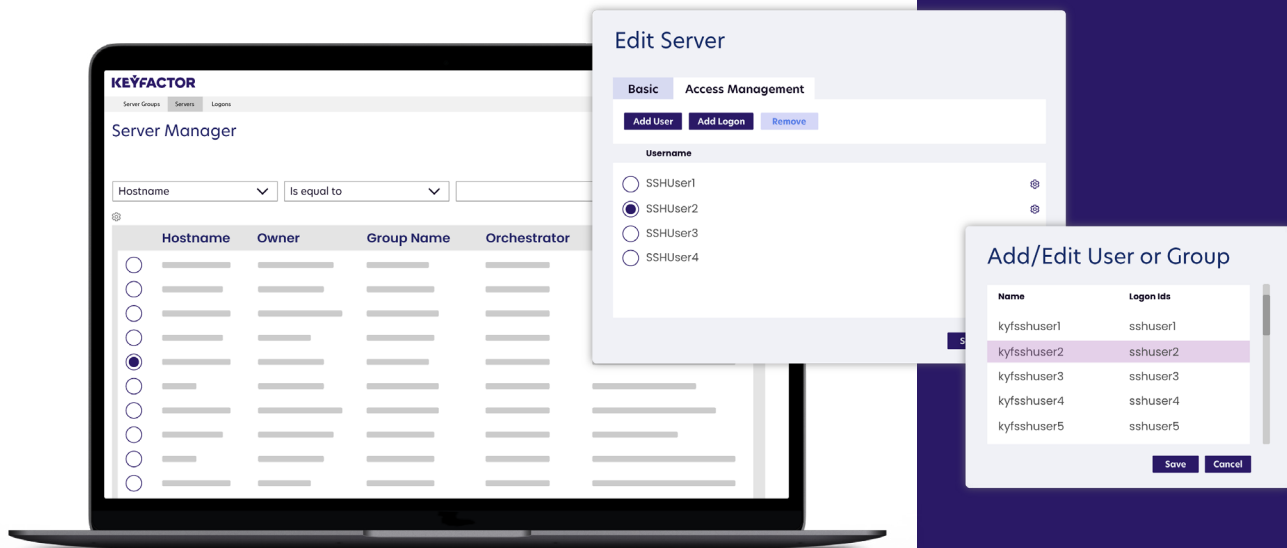 KEYFACTOR
Server Groups Servers Logons
Server Manager
Hostname Is equal to
Hostname Owner Group Name Orchestrator
Edit Server
Basic Access Management
Add User Add Logon Remove
Username
SSHUser1
SSHUser2
SSHUser3
SSHUser4
Add/Edit User or Group
Name Logon Ids
kyfsshuser1 sshuser1
kyfsshuser2 sshuser2
kyfsshuser3 sshuser3
kyfsshuser4 sshuser4
kyfsshuser5 sshuser5
Save Cancel